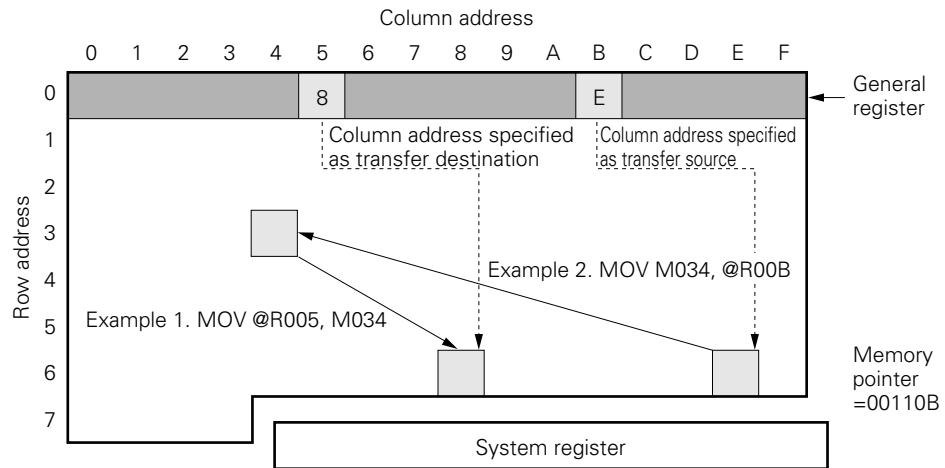 Column address
0 1 2 3 4 5 6 7 8 9 A B C D E F
0
8
E
General
register
1
Column address specified
as transfer destination
Column address specified
as transfer source
2
3
Row address
4
Example 2. MOV M034, @R00B
5
Example 1. MOV @R005, M034
6
Memory
pointer
=00110B
7
System register